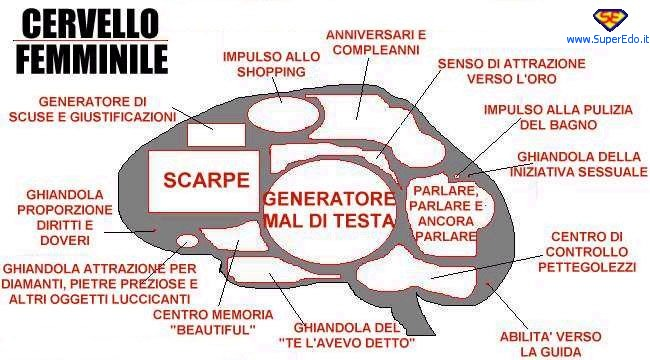 CERVELLO
FEMMINILE
SE
www.SuperEdo.it
ANNIVERSARI E
COMPLEANNI
IMPULSO ALLO
SHOPPING
SENSO DI ATTRAZIONE
VERSO L'ORO
GENERATORE DI
SCUSE E GIUSTIFICAZIONI
IMPULSO ALLA PULIZIA
DEL BAGNO
GHIANDOLA DELLA
INIZIATIVA SESSUALE
SCARPE
GENERATORE
MAL DI TESTA
PARLARE,
PARLARE E
ANCORA
PARLARE
GHIANDOLA
PROPORZIONE
DIRITTI E
DOVERI
CENTRO DI
CONTROLLO
PETTEGOLEZZI
GHIANDOLA ATTRAZIONE PER
DIAMANTI, PIETRE PREZIOSE E
ALTRI OGGETTI LUCCICANTI
CENTRO MEMORIA
"BEAUTIFUL"
GHIANDOLA DEL
"TE L'AVEVO DETTO"
ABILITA' VERSO
LA GUIDA